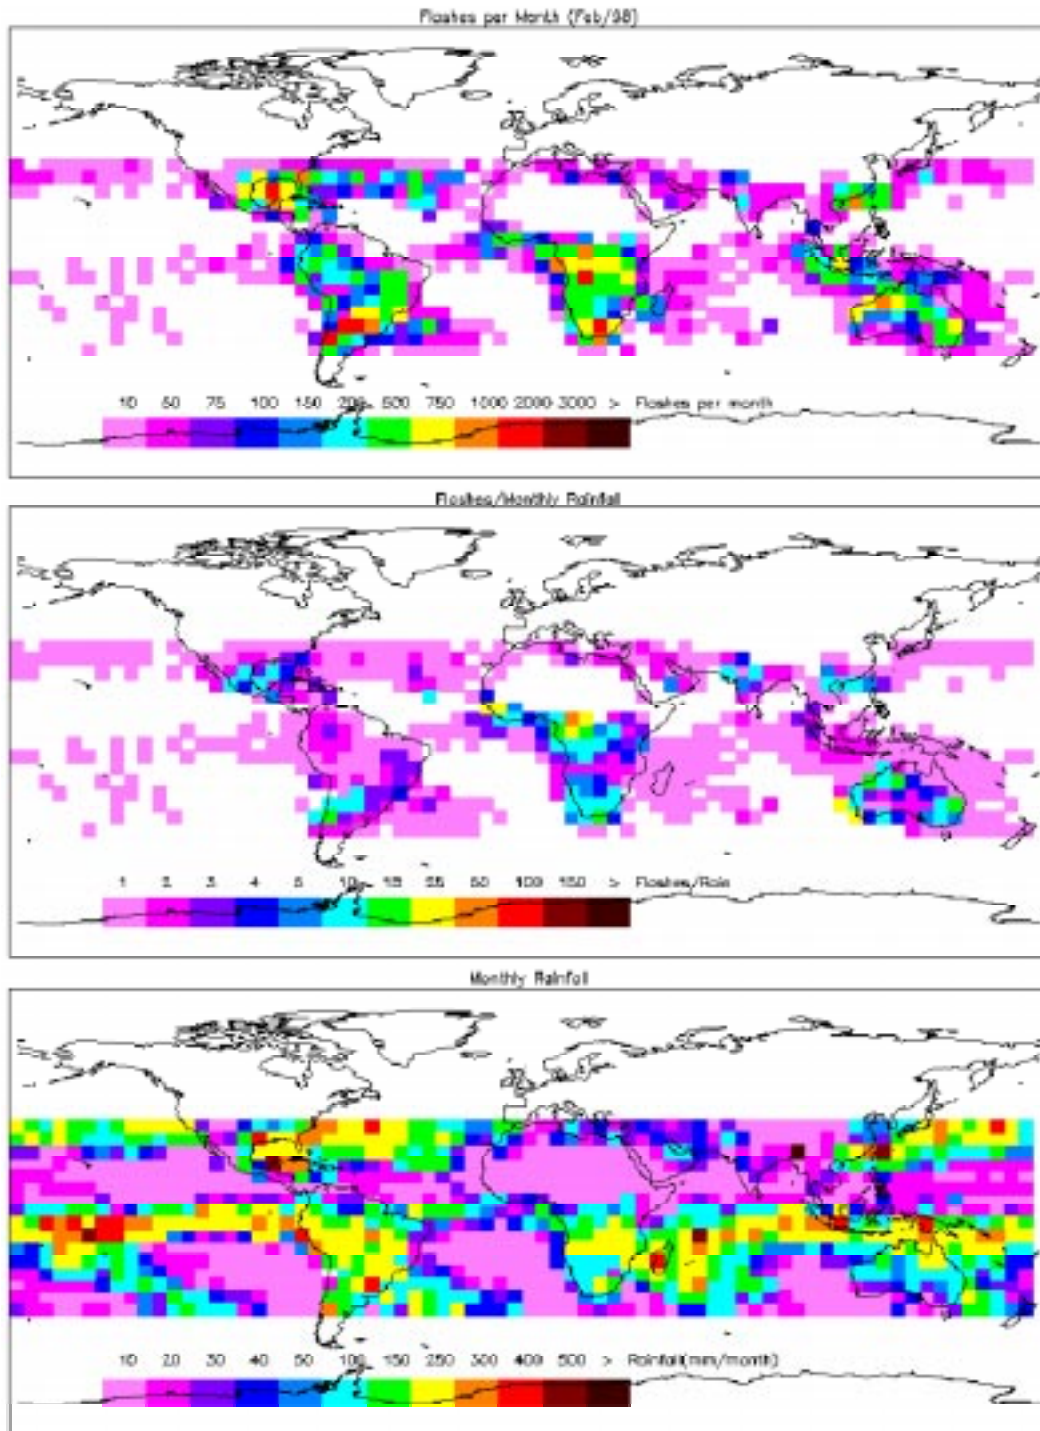 Flashes per Month (Feb/98)
10 50 75 100 150 200 500 750 1000 2000 3000 > Flashes per month
Flashes/Monthly Rainfall
1 2 3 4 5 10 15 25 50 100 150 > Flashes/Rain
Monthly Rainfall
10 20 30 40 50 100 150 250 300 400 500 > Rainfall(mm/month)